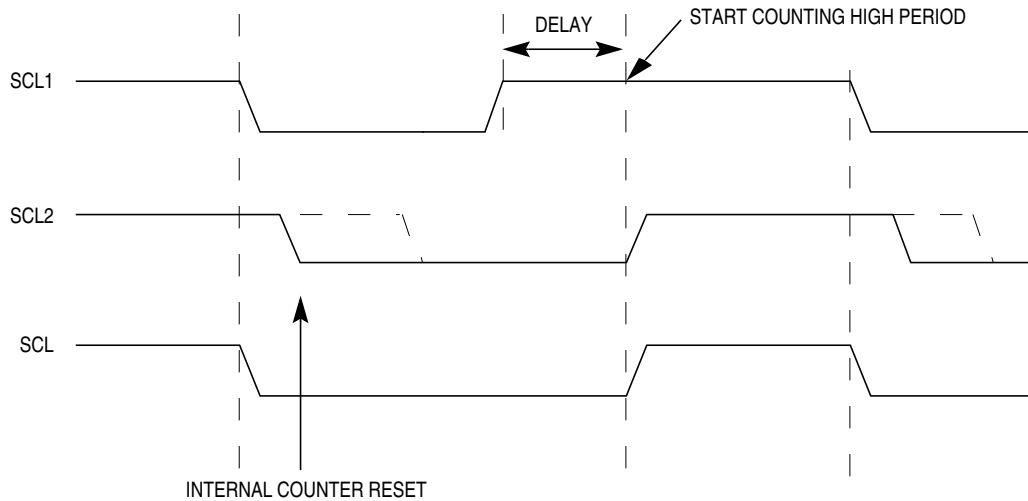 START COUNTING HIGH PERIOD
DELAY
SCL1
SCL2
SCL
INTERNAL COUNTER RESET